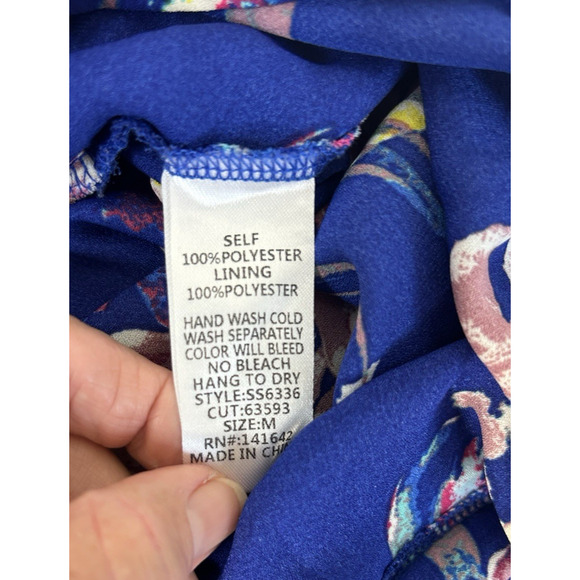 SELF
100%POLYESTER
LINING
100%POLYESTER
HAND WASH COLD
WASH SEPARATELY
COLOR WILL BLEED
NO BLEACH
HANG TO DRY
STYLE:SS6336
CUT:63593
SIZE:M
RN#:141642
MADE IN CHIN